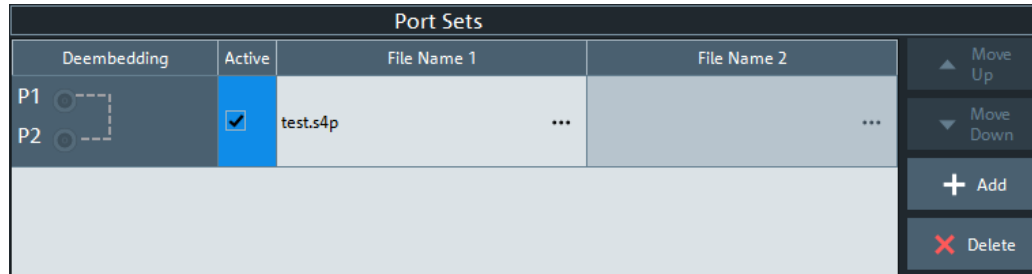 Port Sets
Deembedding Active File Name 1 File Name 2
Move
Up
P1
P2
test.s4p ... ...
Move
Down
Add
Delete